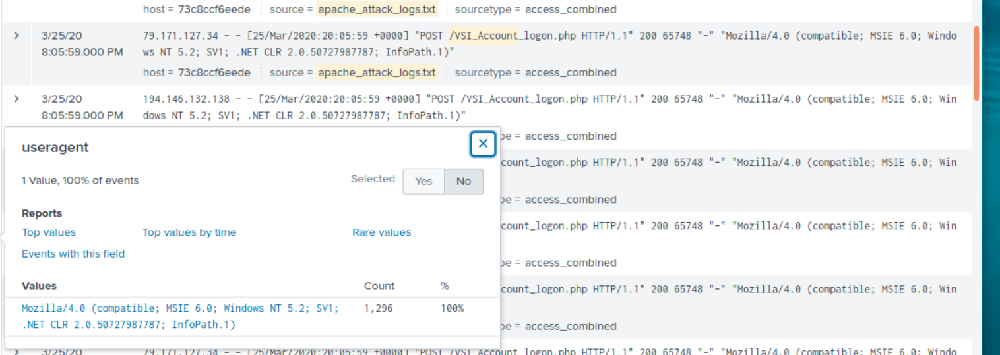 host = 73c8ccf6eede source = apache_attack_logs.txt sourcetype = access_combined
3/25/20 79.171.127.34 - - [25/Mar/2020:20:05:59 +0000] "POST /VSI_Account_logon.php HTTP/1.1" 200 65748 "-" "Mozilla/4.0 (compatible; MSIE 6.0; Windo
8:05:59.000 PM ws NT 5.2; SV1; .NET CLR 2.0.50727987787; InfoPath.1)"
host = 73c8ccf6eede source = apache_attack_logs.txt sourcetype = access_combined
3/25/20 194.146.132.138 - - [25/Mar/2020:20:05:59 +0000] "POST /VSI_Account_logon.php HTTP/1.1" 200 65748 "-" "Mozilla/4.0 (compatible; MSIE 6.0; Win
8:05:59.000 PM dows NT 5.2; SV1; .NET CLR 2.0.50727987787; InfoPath.1)"
pe = access_combined
useragent
count_logon.php HTTP/1.1" 200 65748 "-" "Mozilla/4.0 (compatible; MSIE 6.0; Win
1 Value, 100% of events Selected Yes No
pe = access_combined
Reports
count_logon.php HTTP/1.1" 200 65748 "-" "Mozilla/4.0 (compatible; MSIE 6.0; Win
Top values Top values by time Rare values
Events with this field
pe = access_combined
Values Count %
count_logon.php HTTP/1.1" 200 65748 "-" "Mozilla/4.0 (compatible; MSIE 6.0; Win
Mozilla/4.0 (compatible; MSIE 6.0; Windows NT 5.2; SV1; 1,296 100%
.NET CLR 2.0.50727987787; InfoPath.1)
pe = access_combined
3/25/20 79.171.127.34 - - [25/Mar/2020:20:05:59 +0000] "POST /VSI_Account_logon.php HTTP/1.1" 200 65748 "-" "Mozilla/4.0 (compatible; MSIE 6.0; Windo